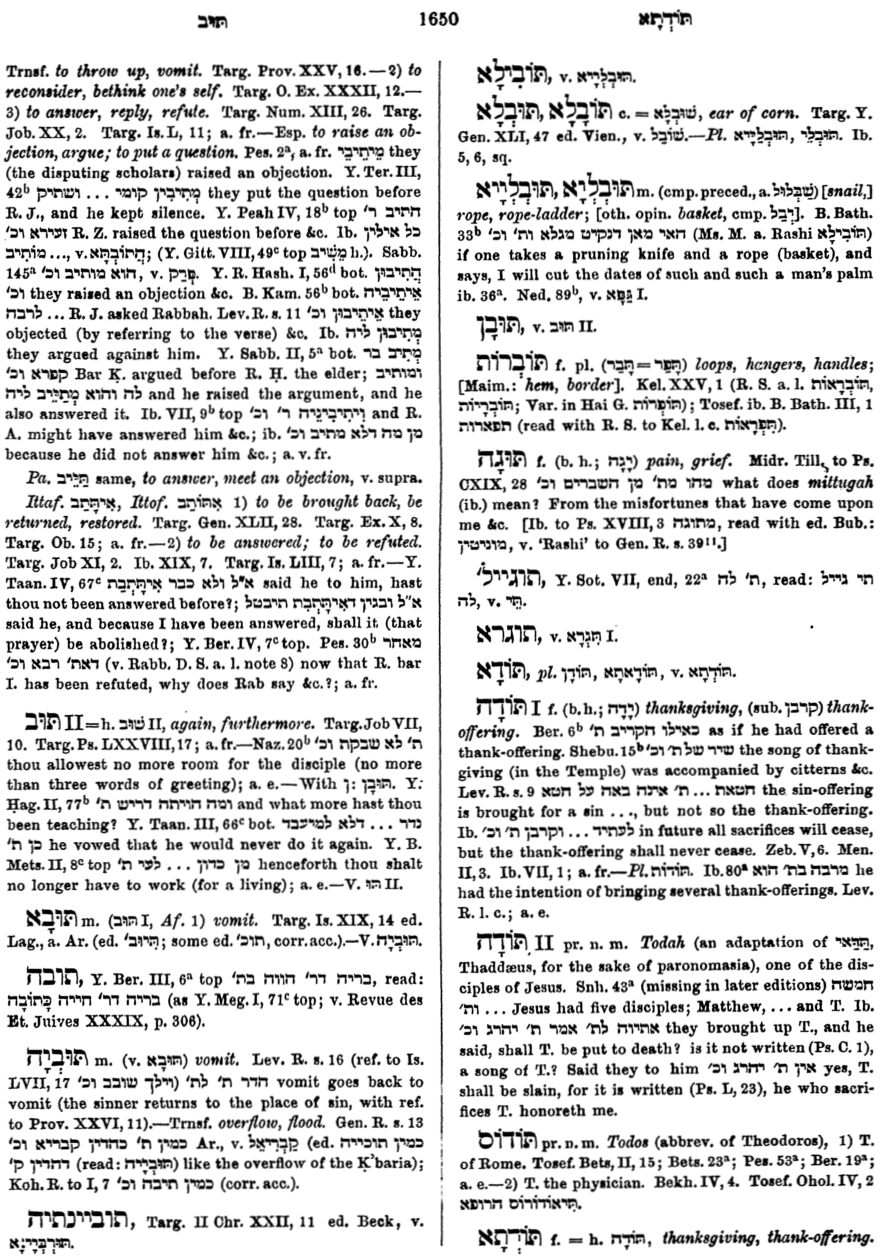 תּוּב
1650
תּוֹדְתָא
Trnsf. to throw up, vomit. Targ. Prov. XXV, 16.—2) to
reconsider, bethink one's self. Targ. O. Ex. XXXII, 12.—
3) to answer, reply, refute. Targ. Num. XIII, 26. Targ.
Job. XX, 2. Targ. Is. L, 11; a. fr.—Esp. to raise an ob-
jection, argue; to put a question. Pes. 2ᵃ, a. fr. מֵיתִיבֵי they
(the disputing scholars) raised an objection. Y. Ter. III,
42ᵇ מְתִיבִין קומי ... ושתיק they put the question before
R. J., and he kept silence. Y. Peah IV, 18ᵇ top התיב ר'
זעירא וכ' R. Z. raised the question before &c. Ib. כל אילין
מותיב ..., v. הֲתוֹבְתָּא; (Y. Gitt. VIII, 49ᶜ top מֵשִׁיב h.). Sabb.
145ᵃ הוא מותיב וכ', v. פְּרַק. Y. R. Hash. I, 56ᵈ bot. הֲתִיבוּן
וכ' they raised an objection &c. B. Kam. 56ᵇ bot. אֵיתִיבֵיה
לרבה ... R. J. asked Rabbah. Lev. R. s. 11 אֵיתִיבוּן וכ' they
objected (by referring to the verse) &c. Ib. מְתִיבוּן ליה
they argued against him. Y. Sabb. II, 5ᵃ bot. מְתִיב בר
קפרא וכ' Bar Ḳ. argued before R. Ḥ. the elder; ומותיב
לה והוא מְתַיֵּיב ליה and he raised the argument, and he
also answered it. Ib. VII, 9ᵇ top וִיתִיבִינֵיה ר' וכ' and R.
A. might have answered him &c.; ib. מן מה דלא מתיב וכ'
because he did not answer him &c.; a. v. fr.
Pa. תַּיֵּיב same, to answer, meet an objection, v. supra.
Ittaf. אִיתָּתַב, Ittof. אִתּוֹתַב 1) to be brought back, be
returned, restored. Targ. Gen. XLII, 28. Targ. Ex. X, 8.
Targ. Ob. 15; a. fr.—2) to be answered; to be refuted.
Targ. Job XI, 2. Ib. XIX, 7. Targ. Is. LIII, 7; a. fr.—Y.
Taan. IV, 67ᶜ א"ל ולא כבר אִיתָּתָבַת said he to him, hast
thou not been answered before?; א"ל ובגין דאִיתָּתָבַת תיבטל
said he, and because I have been answered, shall it (that
prayer) be abolished?; Y. Ber. IV, 7ᶜ top. Pes. 30ᵇ מאחר
דאת' רבא וכ' (v. Rabb. D. S. a. l. note 8) now that R. bar
I. has been refuted, why does Rab say &c.?; a. fr.
תּוּב II=h. שׁוּב II, again, furthermore. Targ. Job VII,
10. Targ. Ps. LXXVIII, 17; a. fr.—Naz. 20ᵇ ת' לא שבקת וכ'
thou allowest no more room for the disciple (no more
than three words of greeting); a. e.—With ן: תּוּבָן. Y.
Ḥag. II, 77ᵇ ומה הויתה דריש ת' and what more hast thou
been teaching? Y. Taan. III, 66ᶜ bot. נדר ... דלא למיעבד
כן ת' he vowed that he would never do it again. Y. B.
Mets. II, 8ᶜ top מן כדון ... לעי ת' henceforth thou shalt
no longer have to work (for a living); a. e.—V. תּוּ II.
תּוּבָא m. (תּוּב I, Af. 1) vomit. Targ. Is. XIX, 14 ed.
Lag., a. Ar. (ed. תְּיוּב'; some ed. תוכ', corr. acc.).—V. תּוּבְיָה.
תובה, Y. Ber. III, 6ᵃ top בריה דר' חווה בת', read:
בריה דר' חייה כָּתוֹבָה (as Y. Meg. I, 71ᶜ top; v. Revue des
Et. Juives XXXIX, p. 306).
תּוּבְיָה m. (v. תּוּבָא) vomit. Lev. R. s. 16 (ref. to Is.
LVII, 17 וילך שובב וכ') הדר ת' לת' vomit goes back to
vomit (the sinner returns to the place of sin, with ref.
to Prov. XXVI, 11).—Trnsf. overflow, flood. Gen. R. s. 13
כמין ת' כהדין קבריא וכ' Ar., v. קַבְרִיאֵל (ed. כמין תוכייה
דהדין ק' (read: תּוּבְיָיה) like the overflow of the Ḳ'baria);
Koh. R. to I, 7 כמין תיבה וכ' (corr. acc.).
תובײנתיה, Targ. II Chr. XXII, 11 ed. Beck, v.
תּוּרְבְּיָינָא.
תּוֹבִילָא, v. תּוּבְלְיָיא.
תּוֹבָלָא, תּוּבְלָא c. = שׁוּבְלָא, ear of corn. Targ. Y.
Gen. XLI, 47 ed. Vien., v. שׁוֹבַל.—Pl. תּוּבְלֵי, תּוּבְלַיָּיא. Ib.
5, 6, sq.
תּוּבְלְיָא, תּוּבְלְיָיא m. (cmp. preced., a. שַׁבְּלוּל) [snail,]
rope, rope-ladder; [oth. opin. basket, cmp. יְבַל]. B. Bath.
33ᵇ האי מאן דנקיט מגלא ות' וכ' (Ms. M. a. Rashi תּוֹבִילָא)
if one takes a pruning knife and a rope (basket), and
says, I will cut the dates of such and such a man's palm
ib. 36ᵃ. Ned. 89ᵇ, v. גַּפָּא I.
תּוּבָן, v. תּוּב II.
תּוֹבְרוֹת f. pl. (תָּפַר=תָּבַר) loops, hangers, handles;
[Maim.: hem, border]. Kel. XXV, 1 (R. S. a. l. תּוֹבְרָאוֹת,
תּוֹבְרָיוֹת; Var. in Hai G. תּוֹפְרוֹת); Tosef. ib. B. Bath. III, 1
תפארות (read with R. S. to Kel. l. c. תִּפְרָאוֹת).
תּוּגָה f. (b. h.; יָגָה) pain, grief. Midr. Till. to Ps.
CXIX, 28 מהו מת' מן השברים וכ' what does mittugah
(ib.) mean? From the misfortunes that have come upon
me &c. [Ib. to Ps. XVIII, 3 מתוגה, read with ed. Bub.:
מוניטין, v. 'Rashi' to Gen. R. s. 39¹¹.]
תוגייל', Y. Sot. VII, end, 22ᵃ ת' לה, read: תי גייל
לה, v. תִּי.
תוגרא, v. תִּגְרָא I.
תּוֹדָא, pl. תּוֹדָן, תּוֹדָאתָא, v. תּוֹדְתָא.
תּוֹדָה I f. (b. h.; יָדָה) thanksgiving, (sub. קרבן) thank-
offering. Ber. 6ᵇ כאילו הקריב ת' as if he had offered a
thank-offering. Shebu. 15ᵇ שיר של ת' וכ' the song of thank-
giving (in the Temple) was accompanied by citterns &c.
Lev. R. s. 9 חטאת ... ת' אינה באה על חטא the sin-offering
is brought for a sin ..., but not so the thank-offering.
Ib. לעתיד ... וקרבן ת' וכ' in future all sacrifices will cease,
but the thank-offering shall never cease. Zeb. V, 6. Men.
II, 3. Ib. VII, 1; a. fr.—Pl. תּוֹדוֹת. Ib. 80ᵃ מרבה בת' הוא he
had the intention of bringing several thank-offerings. Lev.
R. l. c.; a. e.
תּוֹדָה II pr. n. m. Todah (an adaptation of תַּדַּאי,
Thaddæus, for the sake of paronomasia), one of the dis-
ciples of Jesus. Snh. 43ᵃ (missing in later editions) חמשה
... ות' Jesus had five disciples; Matthew, ... and T. Ib.
אתיוה לת' אמר ת' יהרג וכ' they brought up T., and he
said, shall T. be put to death? is it not written (Ps. C. 1),
a song of T.? Said they to him אין ת' יהרג וכ' yes, T.
shall be slain, for it is written (Ps. L, 23), he who sacri-
fices T. honoreth me.
תּוֹדוֹס pr. n. m. Todos (abbrev. of Theodoros), 1) T.
of Rome. Tosef. Bets, II, 15; Bets. 23ᵃ; Pes. 53ᵃ; Ber. 19ᵃ;
a. e.—2) T. the physician. Bekh. IV, 4. Tosef. Ohol. IV, 2
תֵּיאוֹדוֹרוֹס הרופא.
תּוֹדְתָא f. = h. תּוֹדָה, thanksgiving, thank-offering.